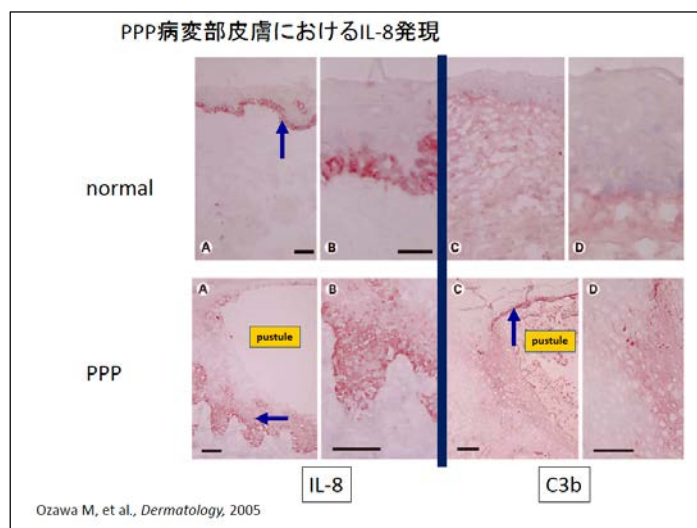 PPP病変部皮膚におけるIL-8発現
normal
A
B
C
D
PPP
A
B
C
D
pustule
pustule
IL-8
C3b
Ozawa M, et al., Dermatology, 2005